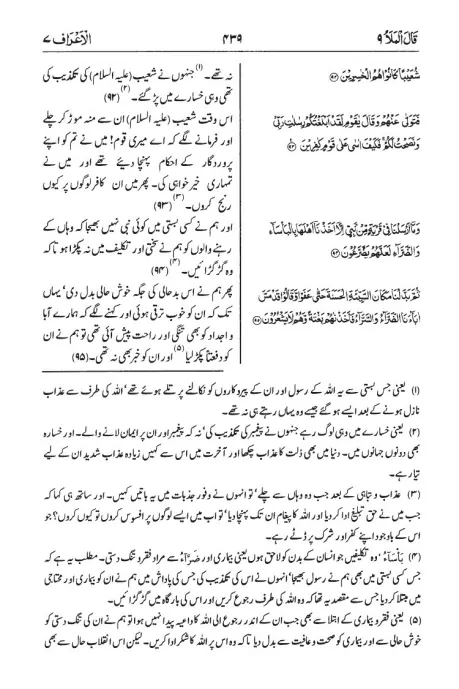 قَالَ الْمَلَأُ ٩
٤٣٩
الْأَعْرَاف ٧
شُعَيْبًا كَانُوا هُمُ الْخٰسِرِينَ ﴿٩٢﴾
فَتَوَلّٰى عَنْهُمْ وَقَالَ يٰقَوْمِ لَقَدْ اَبْلَغْتُكُمْ رِسٰلٰتِ رَبِّىْ
وَنَصَحْتُ لَكُمْ فَكَيْفَ اٰسٰى عَلٰى قَوْمٍ كٰفِرِيْنَ ﴿٩٣﴾
وَمَآ اَرْسَلْنَا فِىْ قَرْيَةٍ مِّنْ نَّبِىٍّ اِلَّآ اَخَذْنَآ اَهْلَهَا بِالْبَاْسَآءِ
وَالضَّرَّآءِ لَعَلَّهُمْ يَضَّرَّعُوْنَ ﴿٩٤﴾
ثُمَّ بَدَّلْنَا مَكَانَ السَّيِّئَةِ الْحَسَنَةَ حَتّٰى عَفَوْا وَّقَالُوْا قَدْ مَسَّ
اٰبَآءَنَا الضَّرَّآءُ وَالسَّرَّآءُ فَاَخَذْنٰهُمْ بَغْتَةً وَّهُمْ لَا يَشْعُرُوْنَ ﴿٩٥﴾
نہ تھے۔ (۱) جنہوں نے شعیب (علیہ السلام) کی تکذیب کی
تھی وہی خسارے میں پڑ گئے۔ (۲) (۹۲)
اس وقت شعیب (علیہ السلام) ان سے منہ موڑ کر چلے
اور فرمانے لگے کہ اے میری قوم! میں نے تم کو اپنے
پروردگار کے احکام پہنچا دیئے تھے اور میں نے
تمہاری خیر خواہی کی۔ پھر میں ان کافر لوگوں پر کیوں
رنج کروں۔ (۳) (۹۳)
اور ہم نے کسی بستی میں کوئی نبی نہیں بھیجا کہ وہاں کے
رہنے والوں کو ہم نے سختی اور تکلیف میں نہ پکڑا ہو تاکہ
وہ گڑ گڑائیں۔ (۴) (۹۴)
پھر ہم نے اس بدحالی کی جگہ خوش حالی بدل دی، یہاں
تک کہ ان کو خوب ترقی ہوئی اور کہنے لگے کہ ہمارے آبا
و اجداد کو بھی تنگی اور راحت پیش آئی تھی تو ہم نے ان
کو دفعتاً پکڑ لیا (۵) اور ان کو خبر بھی نہ تھی۔ (۹۵)
(۱) یعنی جس بستی سے یہ اللہ کے رسول اور ان کے پیروکاروں کو نکالنے پر تلے ہوئے تھے، اللہ کی طرف سے عذاب
نازل ہونے کے بعد ایسے ہو گئے جیسے وہ یہاں رہتے ہی نہ تھے۔
(۲) یعنی خسارے میں وہی لوگ رہے جنہوں نے پیغمبر کی تکذیب کی، نہ کہ پیغمبر اور ان پر ایمان لانے والے۔ اور خسارہ
بھی دونوں جہانوں میں۔ دنیا میں بھی ذلت کا عذاب چکھا اور آخرت میں اس سے کہیں زیادہ عذاب شدید ان کے لیے
تیار ہے۔
(۳) عذاب و تباہی کے بعد جب وہ وہاں سے چلے، تو انہوں نے وفور جذبات میں یہ باتیں کہیں۔ اور ساتھ ہی کہا کہ
جب میں نے حق تبلیغ ادا کر دیا اور اللہ کا پیغام ان تک پہنچا دیا، تو اب میں ایسے لوگوں پر افسوس کروں تو کیوں کروں؟ جو
اس کے باوجود اپنے کفر اور شرک پر ڈٹے رہے۔
(۴) بَأْسَآءُ، وہ تکلیفیں جو انسان کے بدن کو لاحق ہوں یعنی بیماری اور ضَرَّآءُ سے مراد فقر و تنگ دستی۔ مطلب یہ ہے کہ
جس کسی بستی میں بھی ہم نے رسول بھیجا، انہوں نے اس کی تکذیب کی جس کی پاداش میں ہم نے ان کو بیماری اور محتاجی
میں مبتلا کر دیا جس سے مقصد یہ تھا کہ وہ اللہ کی طرف رجوع کریں اور اس کی بارگاہ میں گڑگڑائیں۔
(۵) یعنی فقر و بیماری کے ابتلا سے بھی جب ان کے اندر رجوع الی اللہ کا داعیہ پیدا نہیں ہوا تو ہم نے ان کی تنگ دستی کو
خوش حالی سے اور بیماری کو صحت و عافیت سے بدل دیا تاکہ وہ اس پر اللہ کا شکر ادا کریں۔ لیکن اس انقلاب حال سے بھی